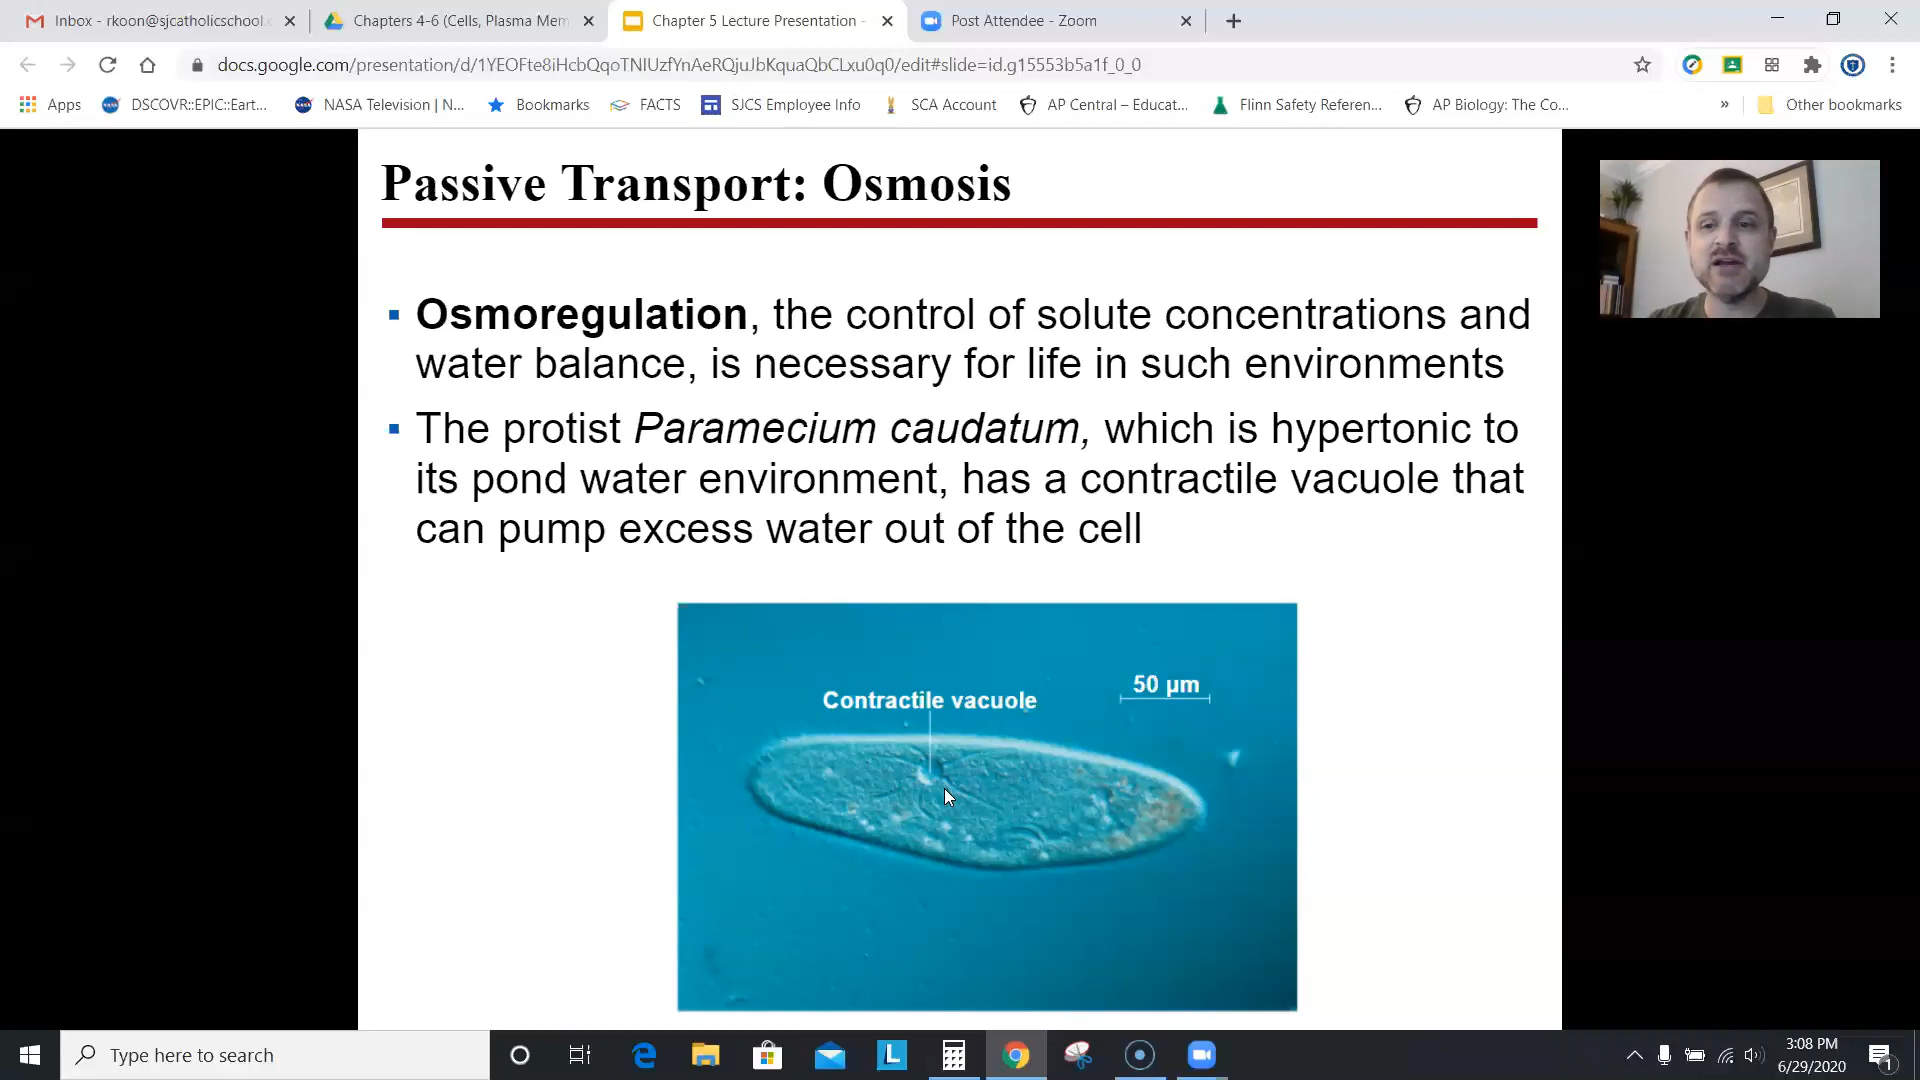 Inbox - rkoon@sjcatholicschool.
Chapters 4-6 (Cells, Plasma Mem
Chapter 5 Lecture Presentation -
Post Attendee - Zoom
docs.google.com/presentation/d/1YEOFte8iHcbQqoTNlUzfYnAeRQjuJbKquaQbCLxu0q0/edit#slide=id.g15553b5a1f_0_0
Apps
DSCOVR::EPIC::Eart...
NASA Television | N...
Bookmarks
FACTS
SJCS Employee Info
SCA Account
AP Central – Educat...
Flinn Safety Referen...
AP Biology: The Co...
»
Other bookmarks
Passive Transport: Osmosis
▪ Osmoregulation, the control of solute concentrations and
water balance, is necessary for life in such environments
▪ The protist Paramecium caudatum, which is hypertonic to
its pond water environment, has a contractile vacuole that
can pump excess water out of the cell
Contractile vacuole
50 µm
Type here to search
3:08 PM
6/29/2020
1